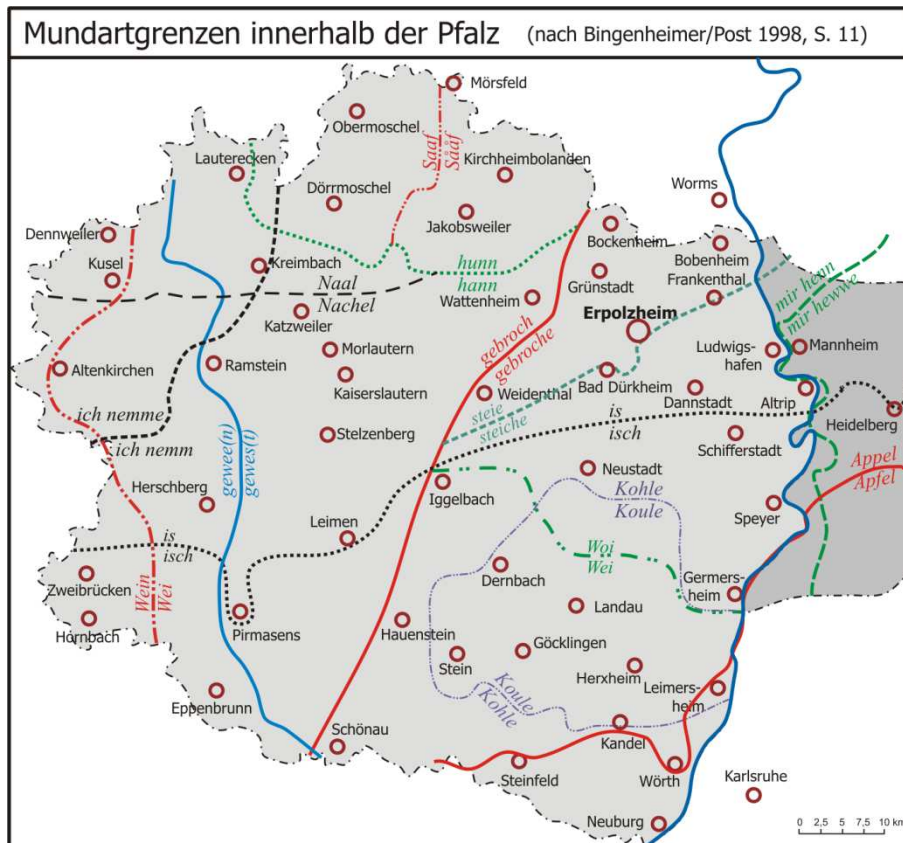 Mundartgrenzen innerhalb der Pfalz (nach Bingenheimer/Post 1998, S. 11)
Mörsfeld
Obermoschel
Saaf
Sååf
Kirchheimbolanden
Lauterecken
Dörrmoschel
Worms
Jakobsweiler
Dennweiler
Bockenheim
Bobenheim
Kusel
Kreimbach
hunn
hann
Grünstadt
Frankenthal
mir henn
mir hewwe
Naal
Nachel
Wattenheim
Katzweiler
Erpolzheim
gebroch
gebroche
Morlautern
Ludwigs-
hafen
Mannheim
Altenkirchen
Ramstein
Kaiserslautern
Weidenthal
Bad Dürkheim
Dannstadt
Altrip
steie
steiche
Heidelberg
is
isch
ich nemme
ich nemm
Stelzenberg
Schifferstadt
gewee(n)
gewes(t)
Neustadt
Appel
Apfel
Herschberg
Iggelbach
Kohle
Koule
Speyer
Leimen
Woi
Wei
is
isch
Dernbach
Zweibrücken
Wein
Wei
Germers-
heim
Landau
Hornbach
Pirmasens
Hauenstein
Göcklingen
Stein
Herxheim
Leimers-
heim
Eppenbrunn
Koule
Kohle
Schönau
Kandel
Steinfeld
Wörth
Karlsruhe
Neuburg
0 2,5 5 7,5 10 km